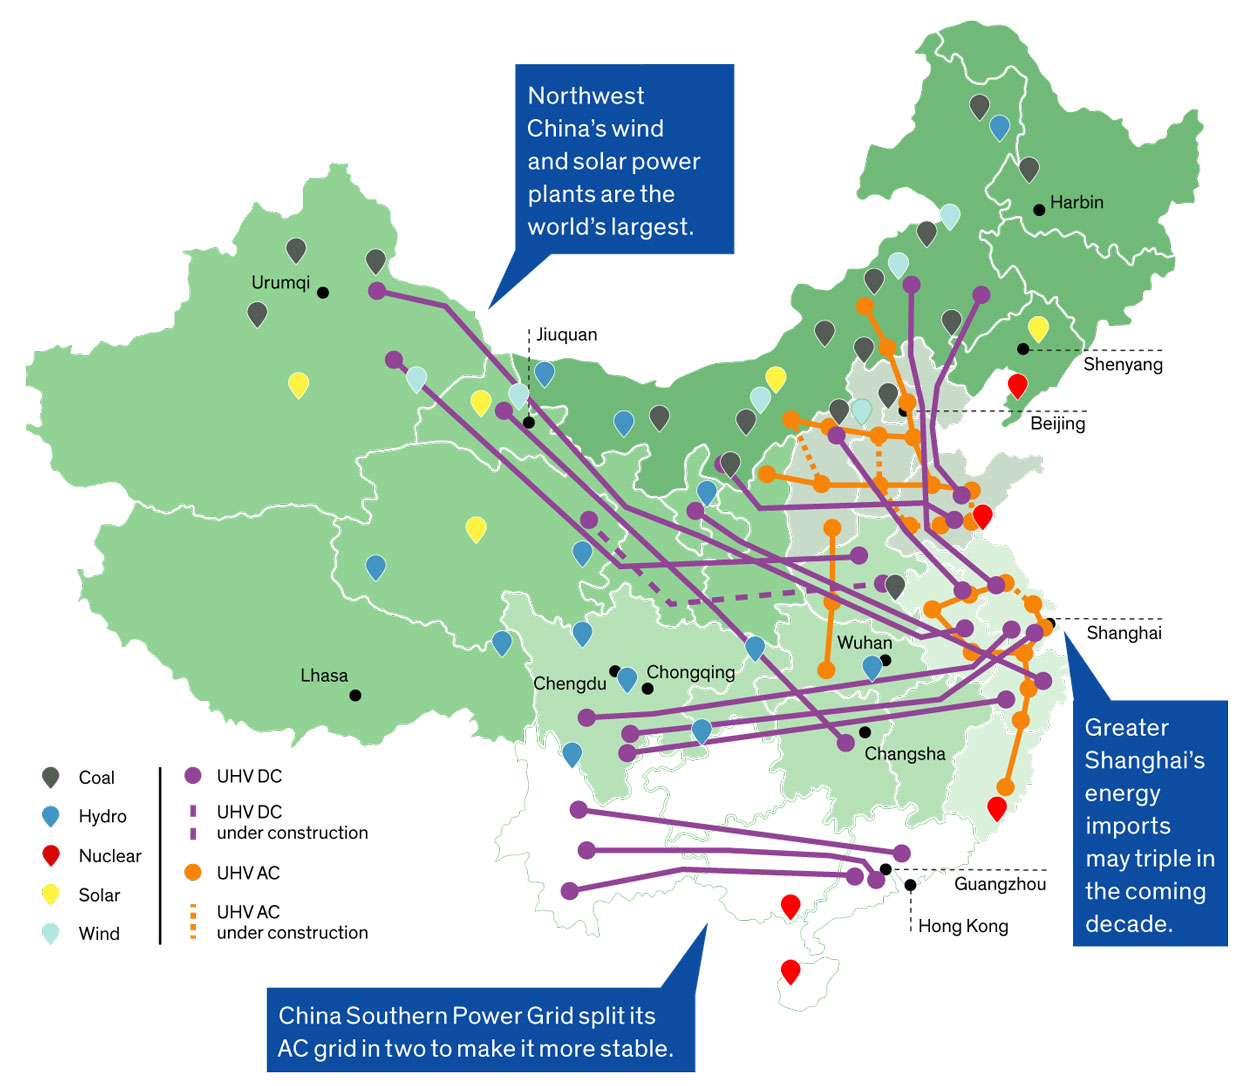 Northwest
China's wind
and solar power
plants are the
world's largest.
Harbin
Urumqi
Jiuquan
Shenyang
Beijing
Shanghai
Wuhan
Lhasa
Chengdu
Chongqing
Changsha
Greater
Shanghai's
energy
imports
may triple in
the coming
decade.
Coal
Hydro
Nuclear
Solar
Wind
UHV DC
UHV DC
under construction
UHV AC
UHV AC
under construction
Guangzhou
Hong Kong
China Southern Power Grid split its
AC grid in two to make it more stable.